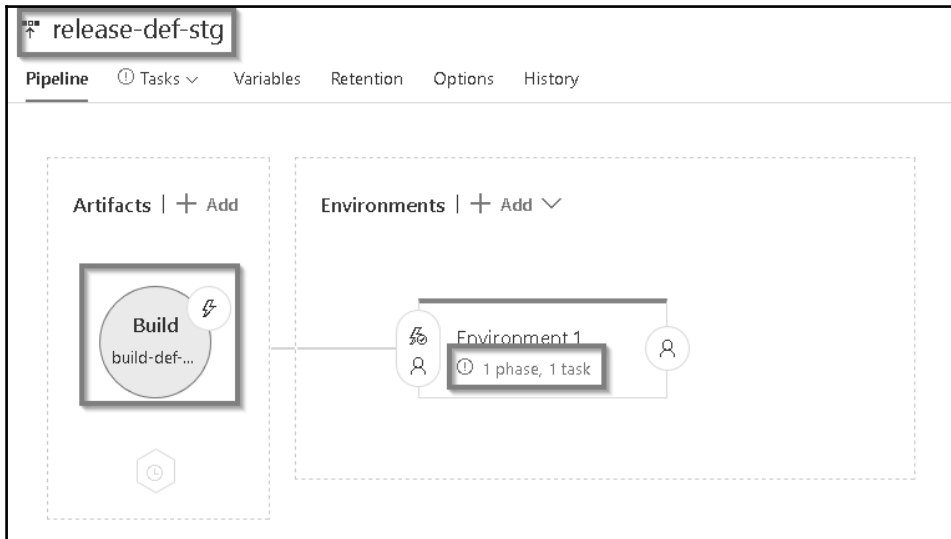 release-def-stg
Pipeline Tasks Variables Retention Options History
Artifacts | + Add Environments | + Add
Build
build-def-...
Environment 1
1 phase, 1 task